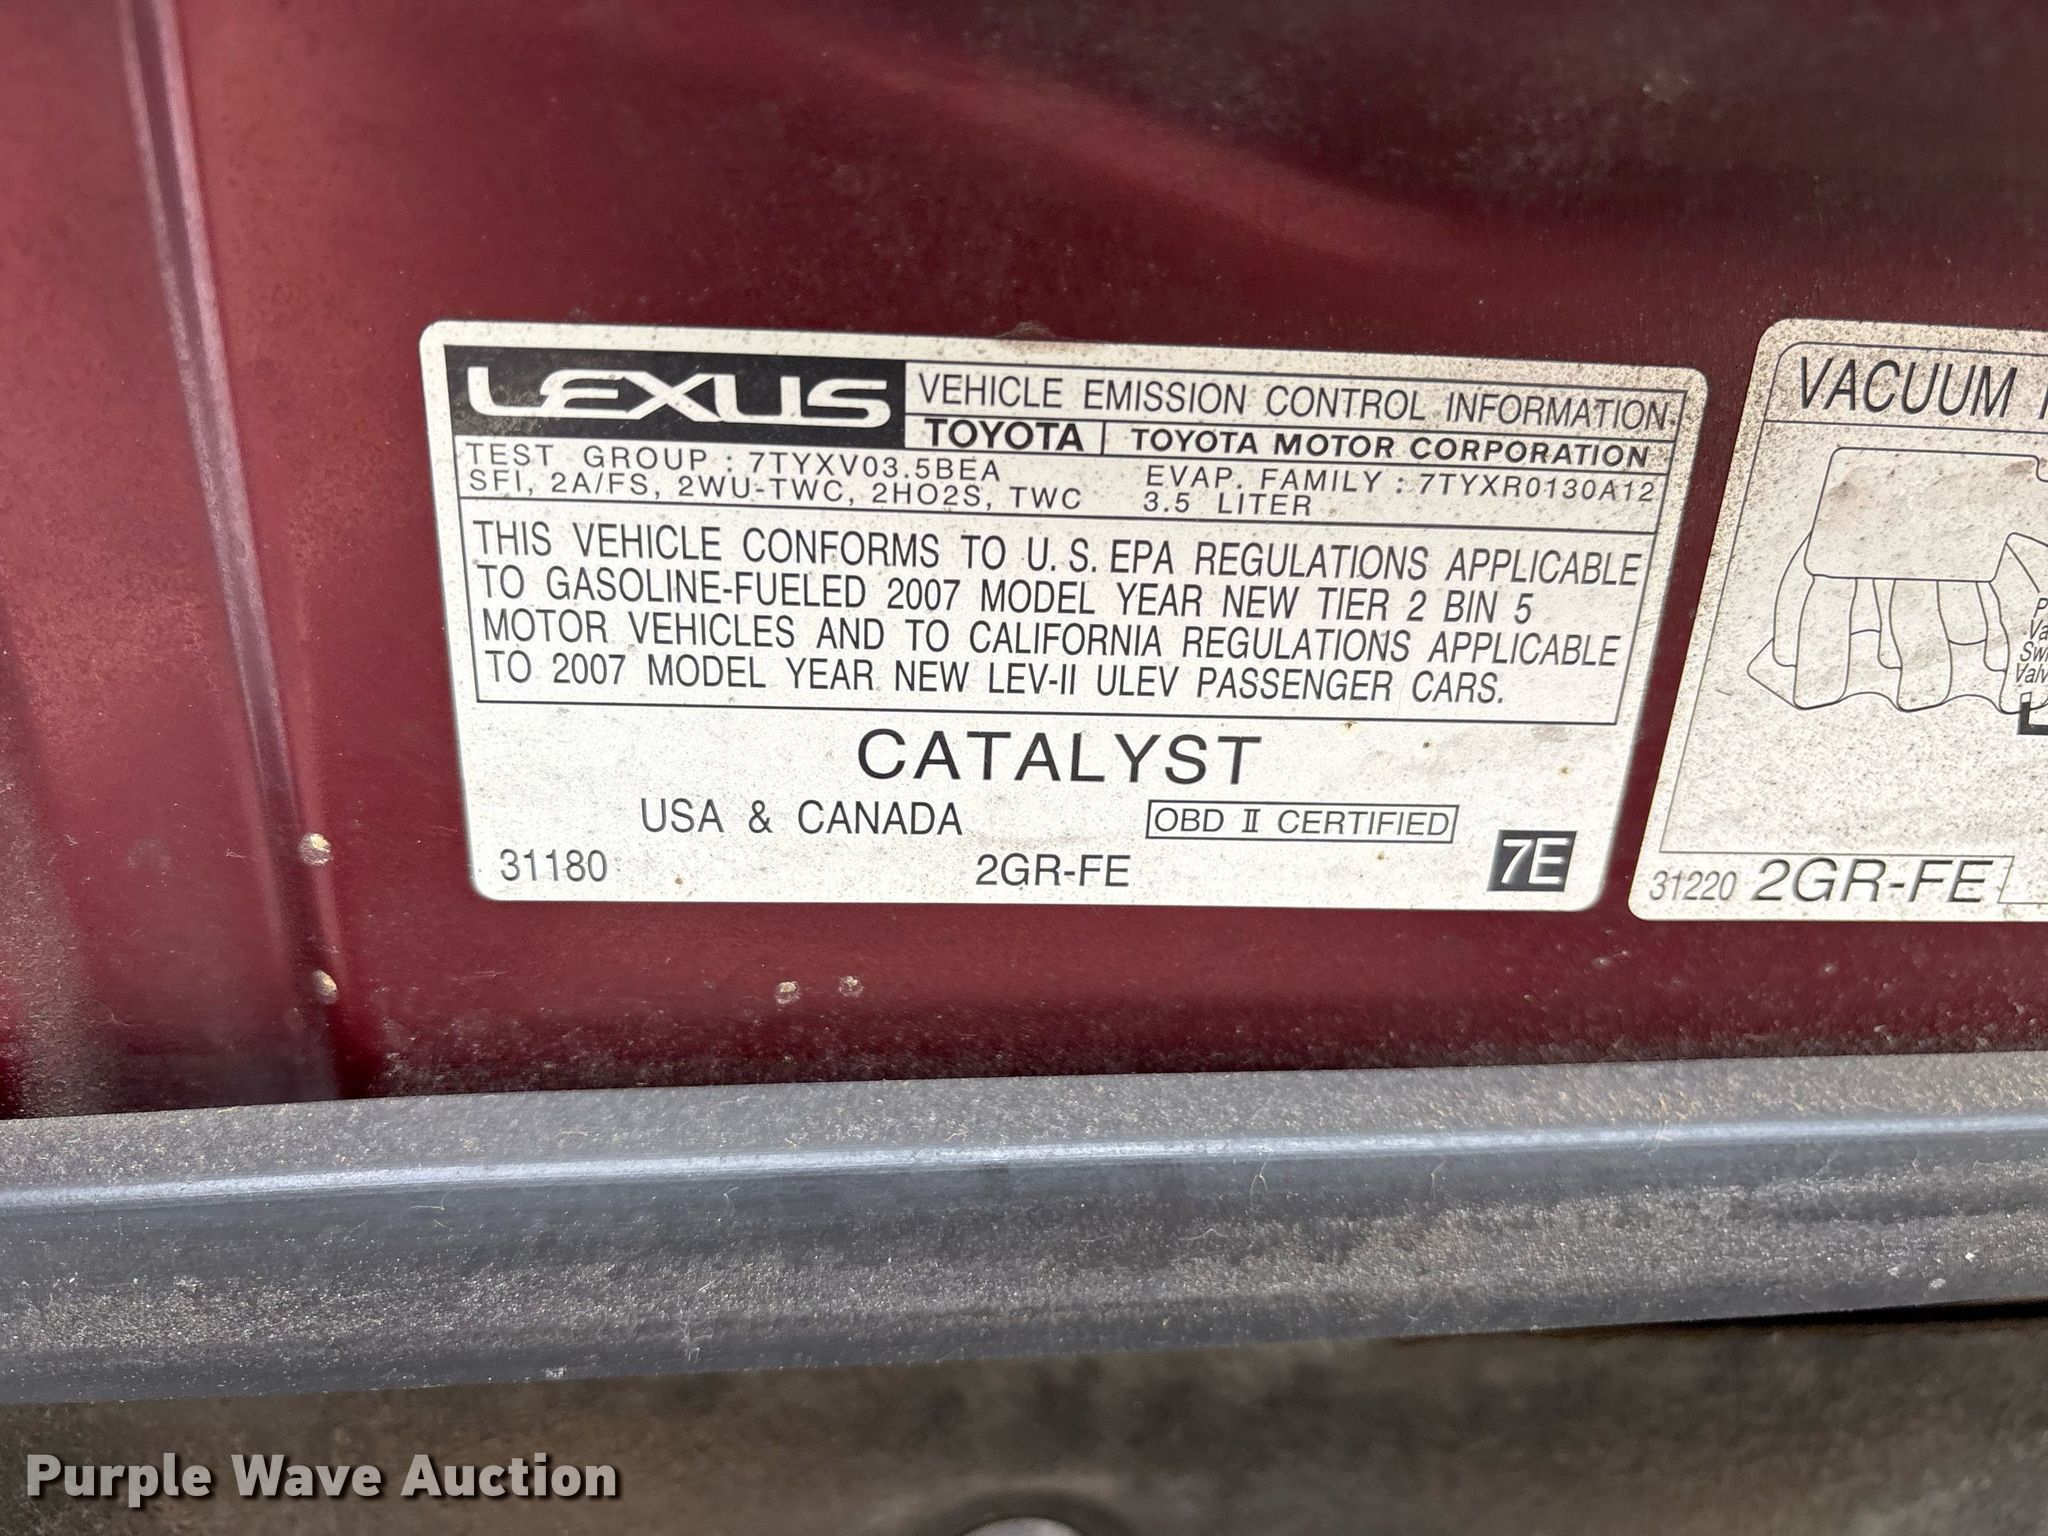 LEXUS
VEHICLE EMISSION CONTROL INFORMATION
TOYOTA | TOYOTA MOTOR CORPORATION
TEST GROUP : 7TYXV03.5BEA EVAP. FAMILY : 7TYXR0130A12
SFI, 2A/FS, 2WU-TWC, 2HO2S, TWC 3.5 LITER
THIS VEHICLE CONFORMS TO U.S. EPA REGULATIONS APPLICABLE
TO GASOLINE-FUELED 2007 MODEL YEAR NEW TIER 2 BIN 5
MOTOR VEHICLES AND TO CALIFORNIA REGULATIONS APPLICABLE
TO 2007 MODEL YEAR NEW LEV-II ULEV PASSENGER CARS.
CATALYST
USA & CANADA OBD II CERTIFIED
31180 2GR-FE 7E
VACUUM
31220 2GR-FE
Purple Wave Auction